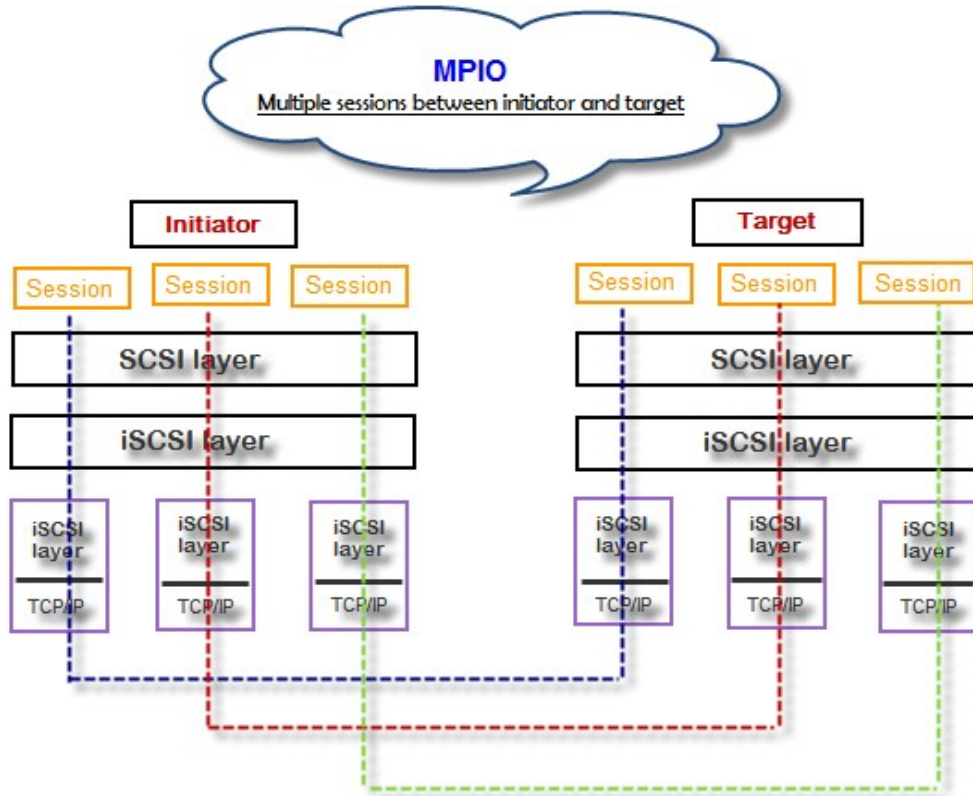 MPIO
Multiple sessions between initiator and target
Initiator
Target
Session
Session
Session
Session
Session
Session
SCSI layer
SCSI layer
iSCSI layer
iSCSI layer
iSCSI
layer
TCP/IP
iSCSI
layer
TCP/IP
iSCSI
layer
TCP/IP
iSCSI
layer
TCP/IP
iSCSI
layer
TCP/IP
iSCSI
layer
TCP/IP